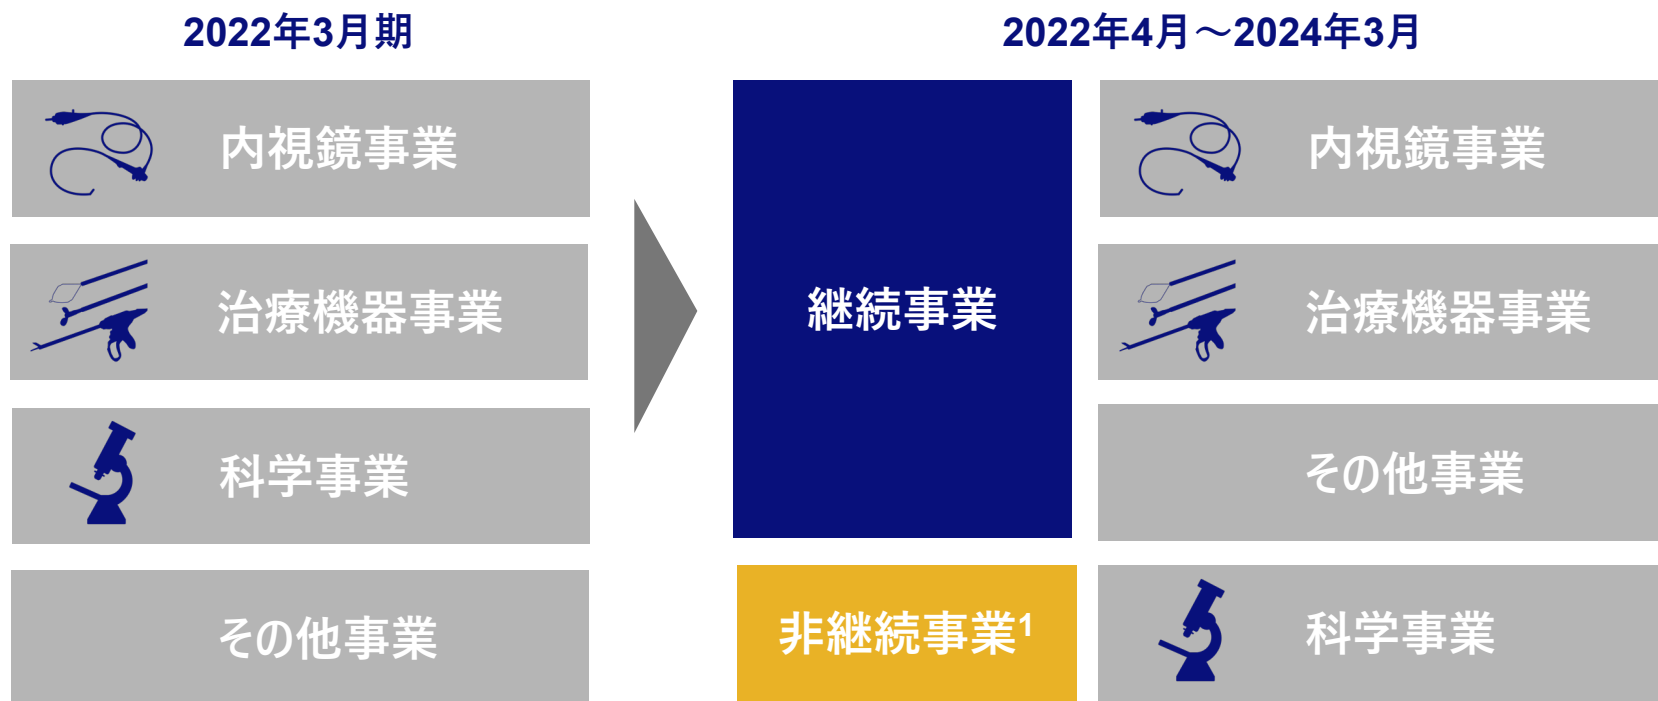 2022年3月期
内視鏡事業
治療機器事業
科学事業
その他事業
2022年4月～2024年3月
継続事業
内視鏡事業
治療機器事業
その他事業
非継続事業1
科学事業